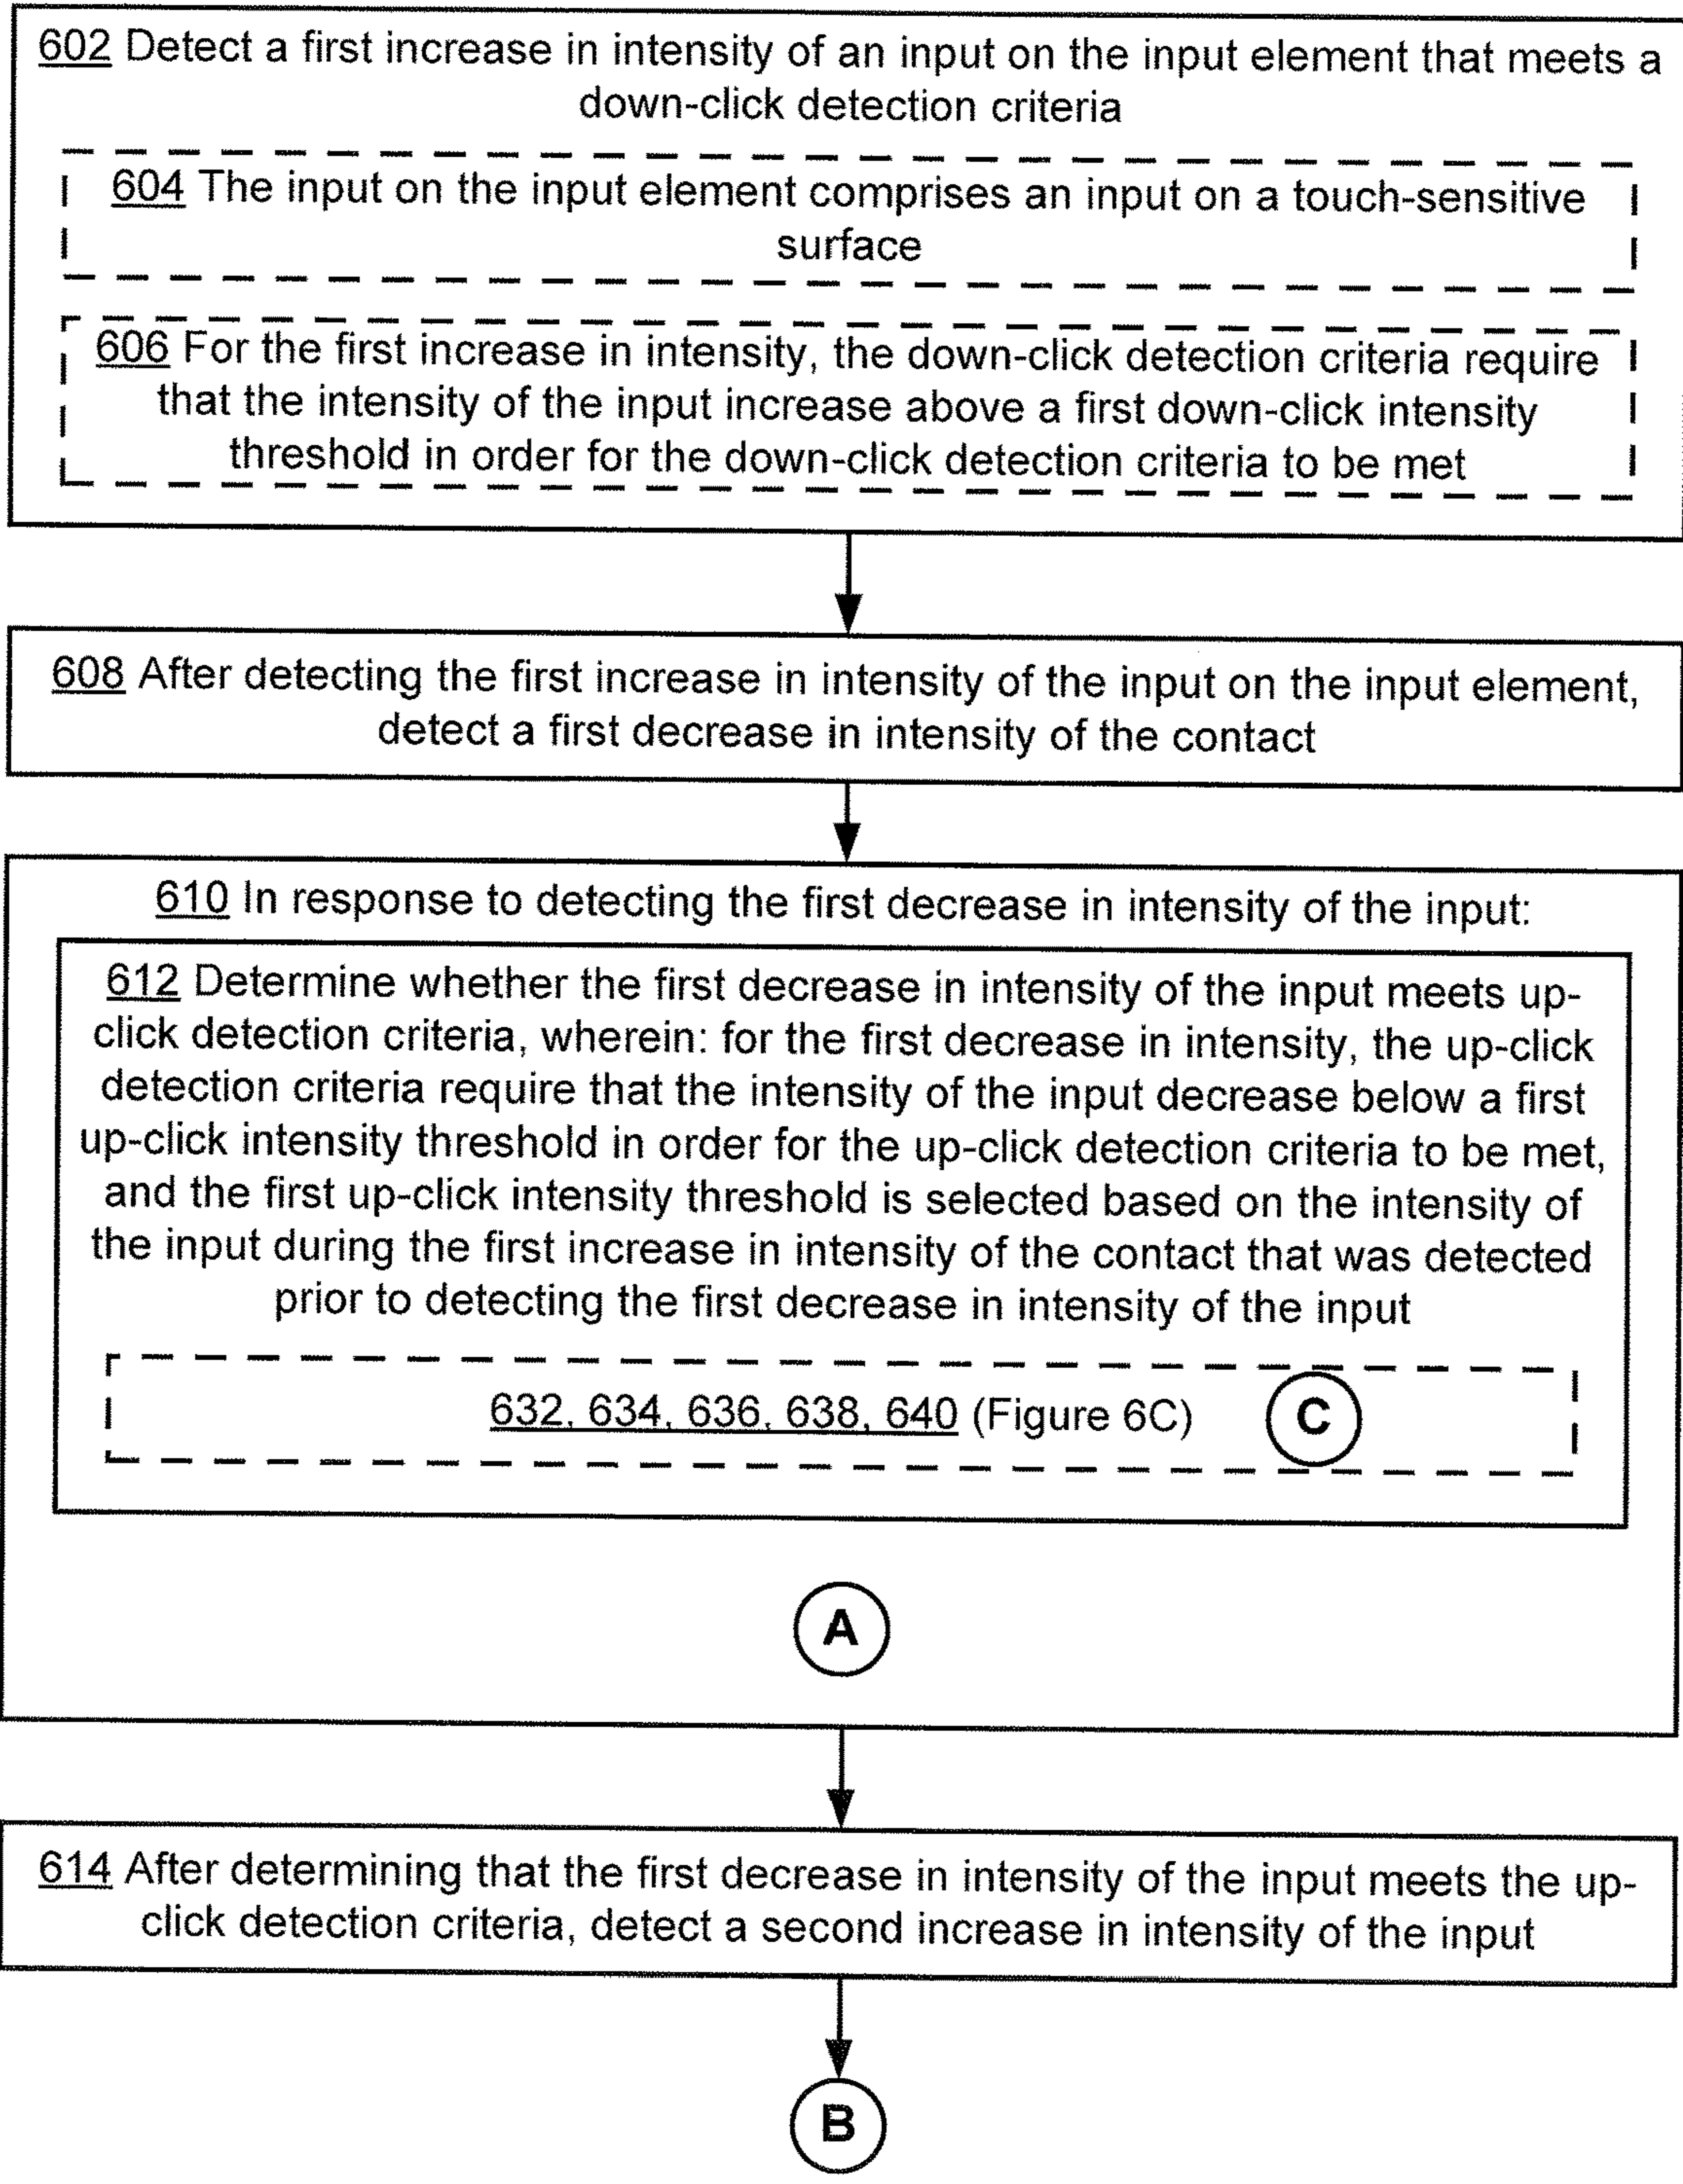 602 Detect a first increase in intensity of an input on the input element that meets a
down-click detection criteria
604 The input on the input element comprises an input on a touch-sensitive
surface
606 For the first increase in intensity, the down-click detection criteria require
that the intensity of the input increase above a first down-click intensity
threshold in order for the down-click detection criteria to be met
608 After detecting the first increase in intensity of the input on the input element,
detect a first decrease in intensity of the contact
610 In response to detecting the first decrease in intensity of the input:
612 Determine whether the first decrease in intensity of the input meets up-
click detection criteria, wherein: for the first decrease in intensity, the up-click
detection criteria require that the intensity of the input decrease below a first
up-click intensity threshold in order for the up-click detection criteria to be met,
and the first up-click intensity threshold is selected based on the intensity of
the input during the first increase in intensity of the contact that was detected
prior to detecting the first decrease in intensity of the input
632, 634, 636, 638, 640 (Figure 6C) C
A
614 After determining that the first decrease in intensity of the input meets the up-
click detection criteria, detect a second increase in intensity of the input
B